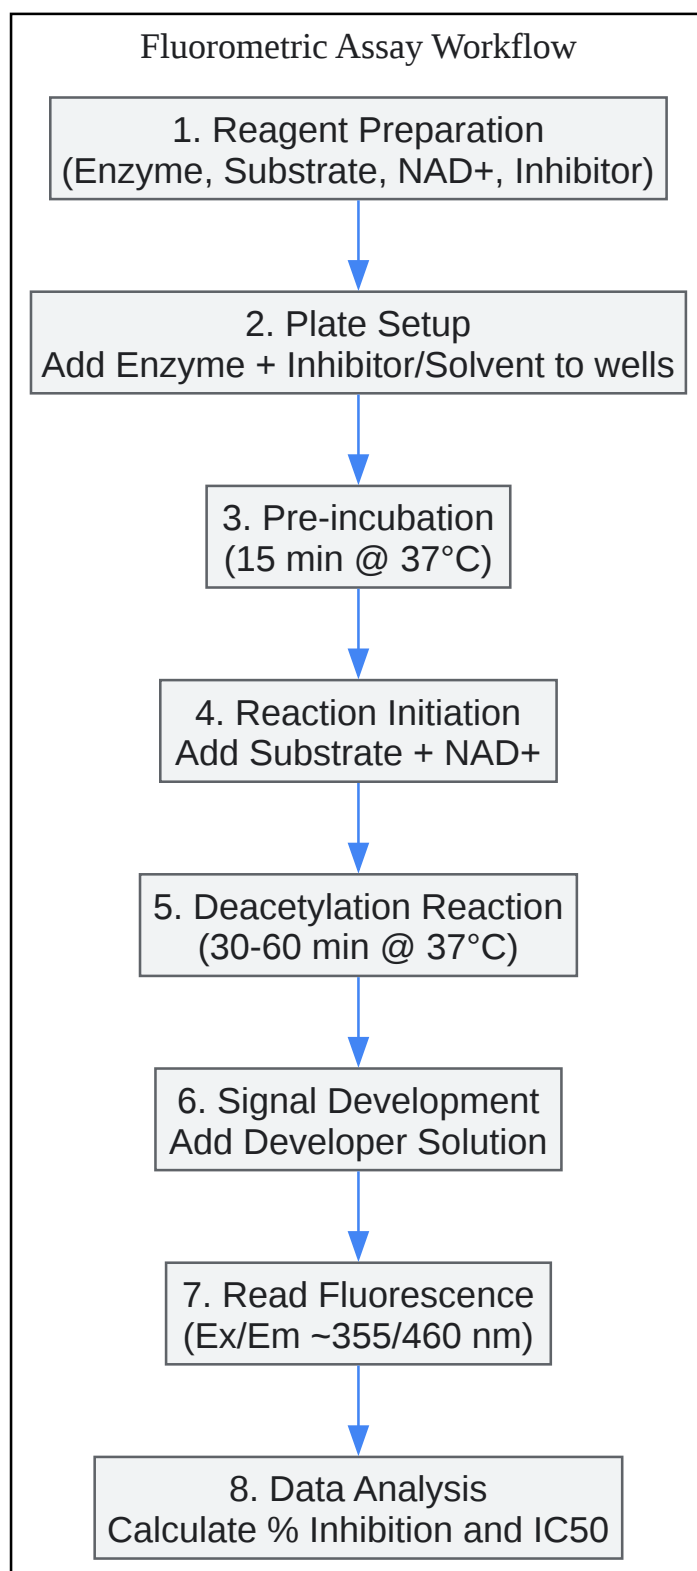 Fluorometric Assay Workflow
1. Reagent Preparation
(Enzyme, Substrate, NAD+, Inhibitor)
2. Plate Setup
Add Enzyme + Inhibitor/Solvent to wells
3. Pre-incubation
(15 min @ 37°C)
4. Reaction Initiation
Add Substrate + NAD+
5. Deacetylation Reaction
(30-60 min @ 37°C)
6. Signal Development
Add Developer Solution
7. Read Fluorescence
(Ex/Em ~355/460 nm)
8. Data Analysis
Calculate % Inhibition and IC50